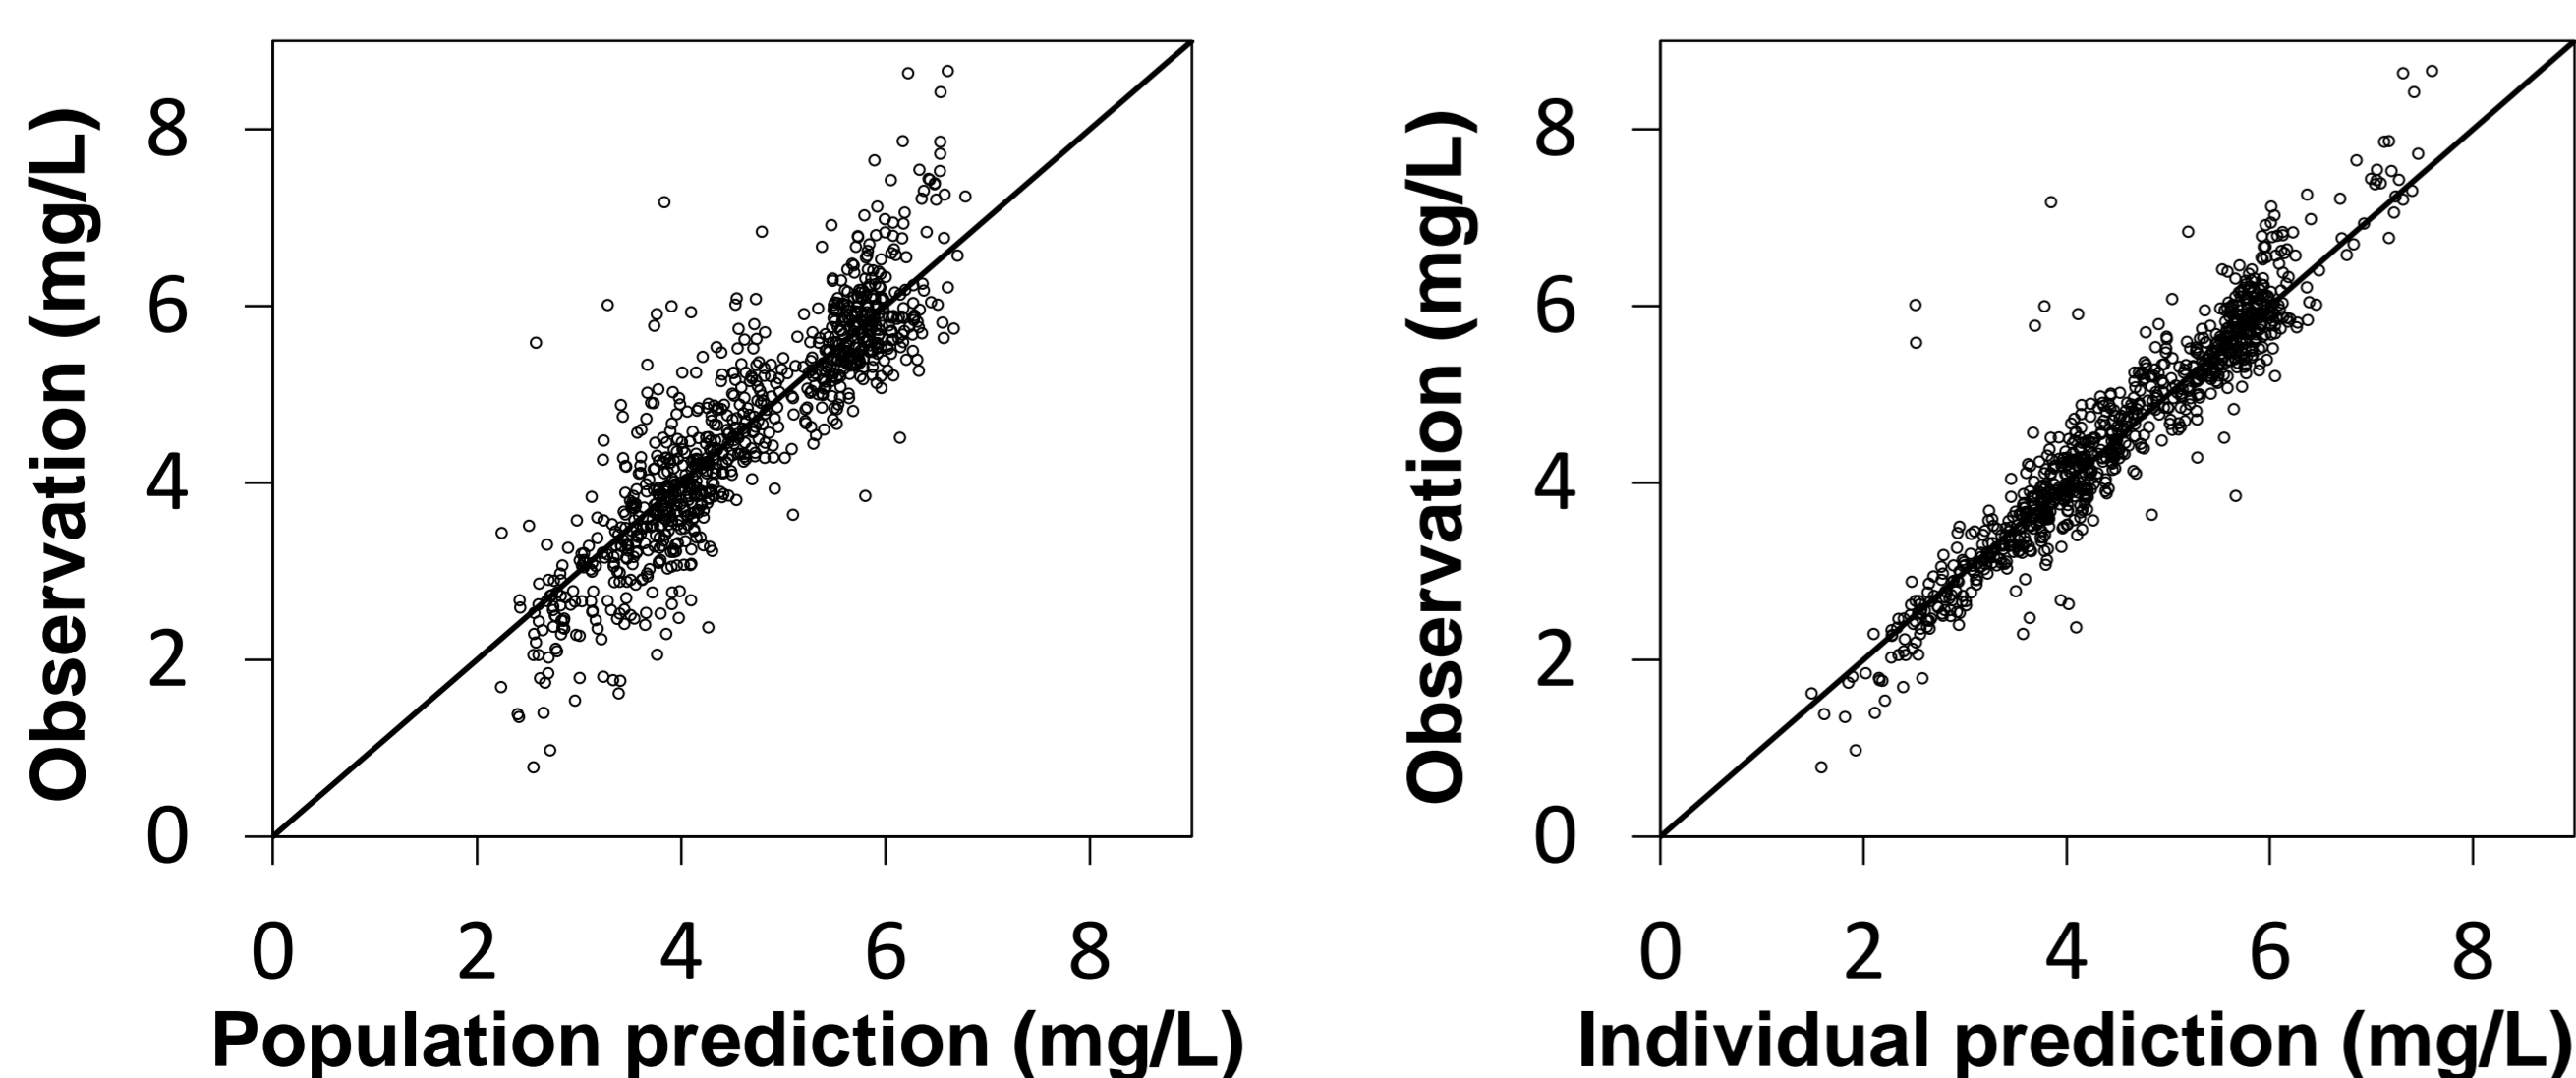 Observation (mg/L)
8
6
4
2
0
0 2 4 6 8
Population prediction (mg/L)
Observation (mg/L)
8
6
4
2
0
0 2 4 6 8
Individual prediction (mg/L)